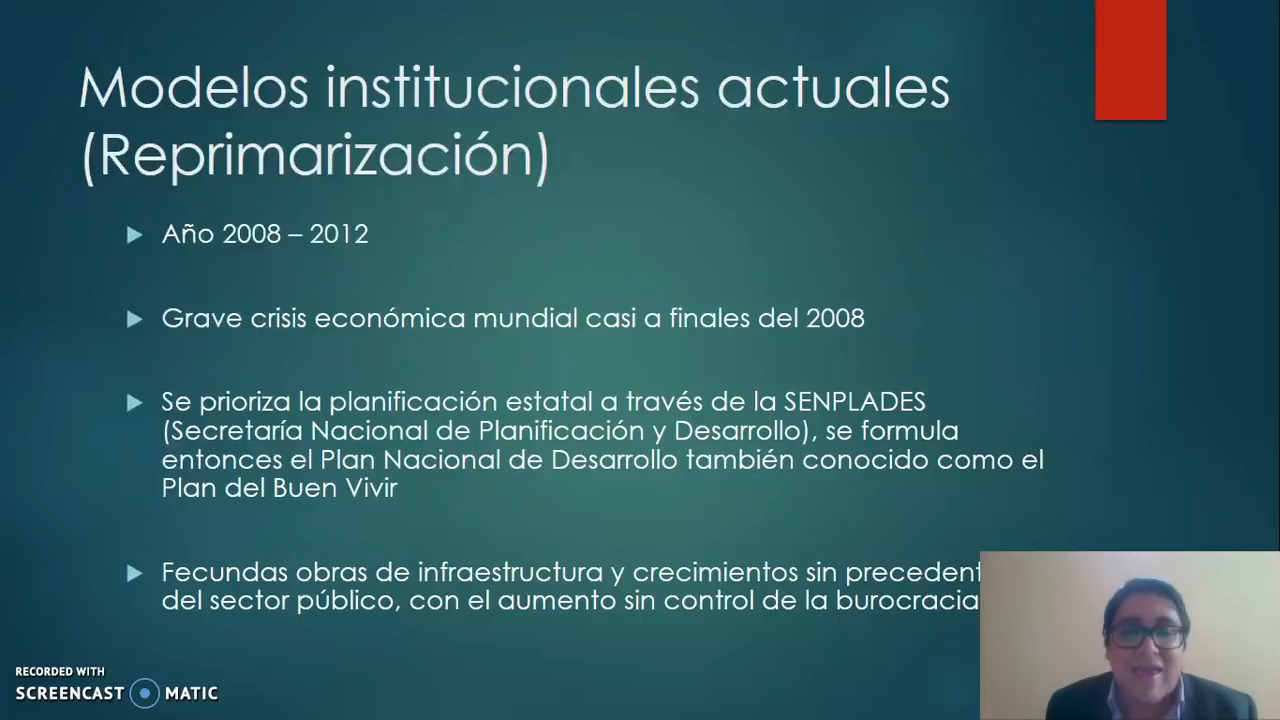 Modelos institucionales actuales
(Reprimarización)
Año 2008 – 2012
Grave crisis económica mundial casi a finales del 2008
Se prioriza la planificación estatal a través de la SENPLADES
(Secretaría Nacional de Planificación y Desarrollo), se formula
entonces el Plan Nacional de Desarrollo también conocido como el
Plan del Buen Vivir
Fecundas obras de infraestructura y crecimientos sin
del sector público, con el aumento sin control de la burocracia
RECORDED WITH
SCREENCAST MATIC